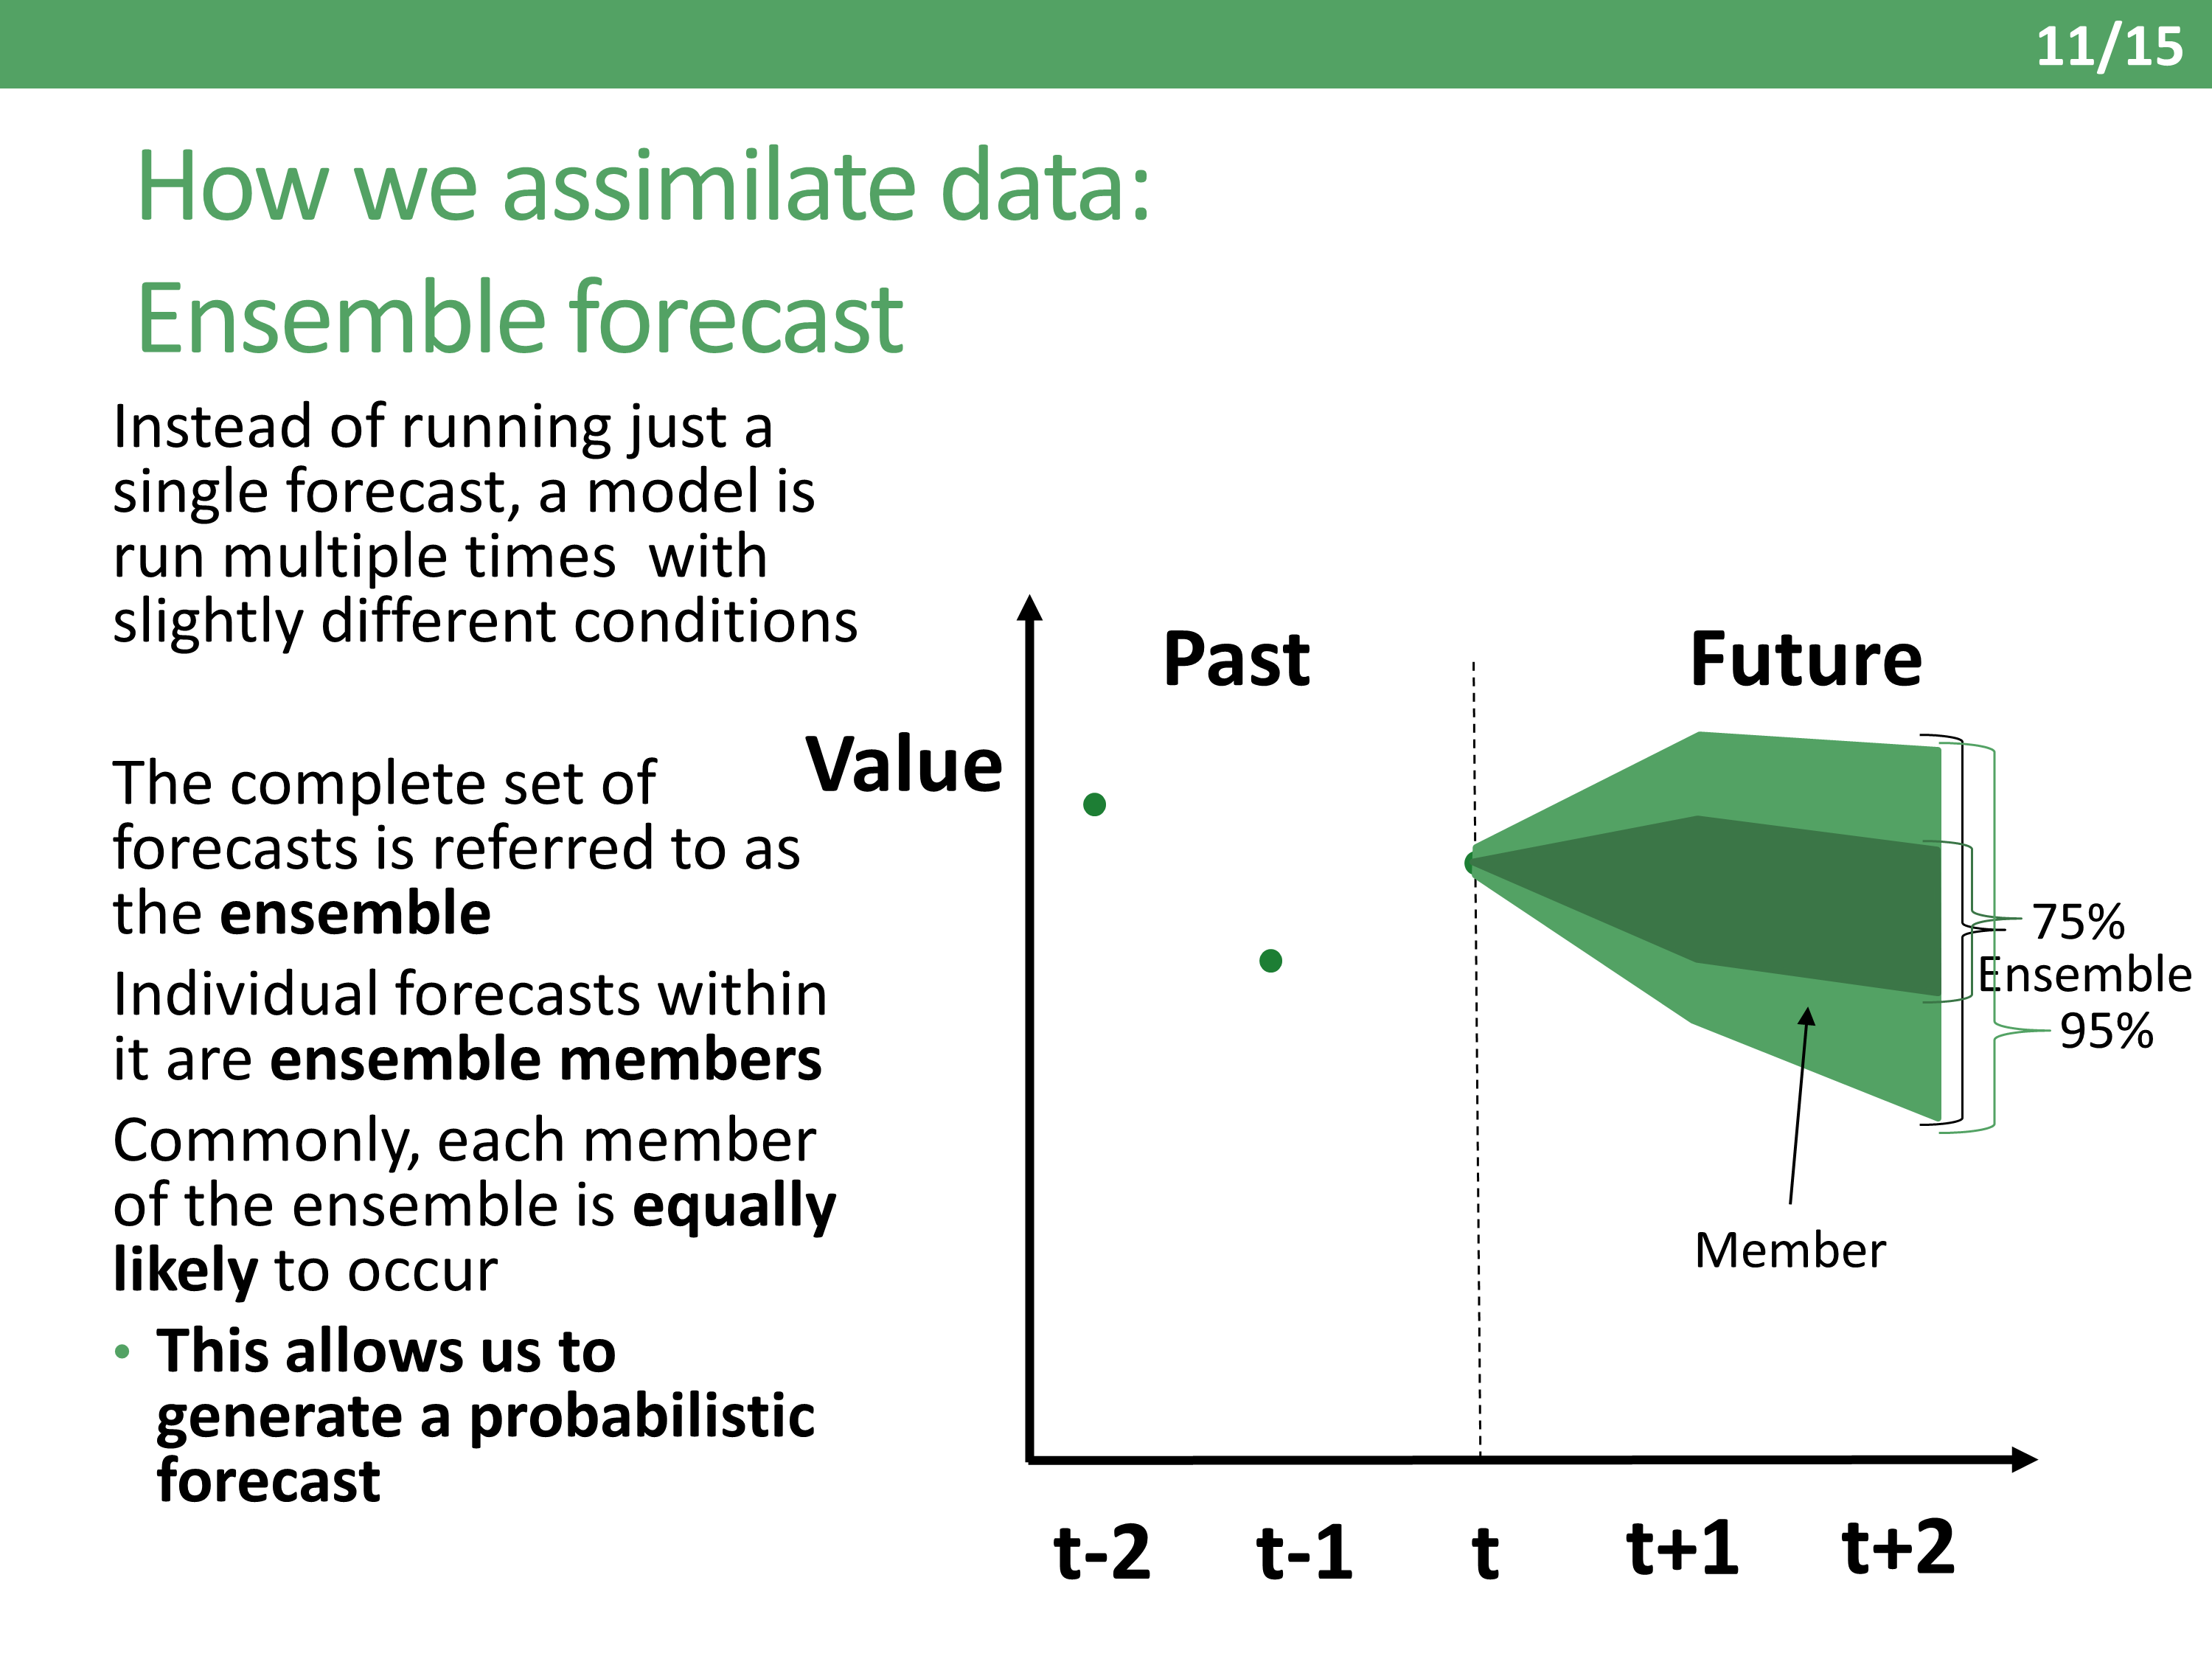 11/15
How we assimilate data:
Ensemble forecast
Instead of running just a
single forecast, a model is
run multiple times  with
slightly different conditions
The complete set of
forecasts is referred to as
the ensemble
Individual forecasts within
it are ensemble members
Commonly, each member
of the ensemble is equally
likely to occur
• This allows us to
generate a probabilistic
forecast
Past
Future
Value
75%
Ensemble
95%
Member
t-2
t-1
t
t+1
t+2